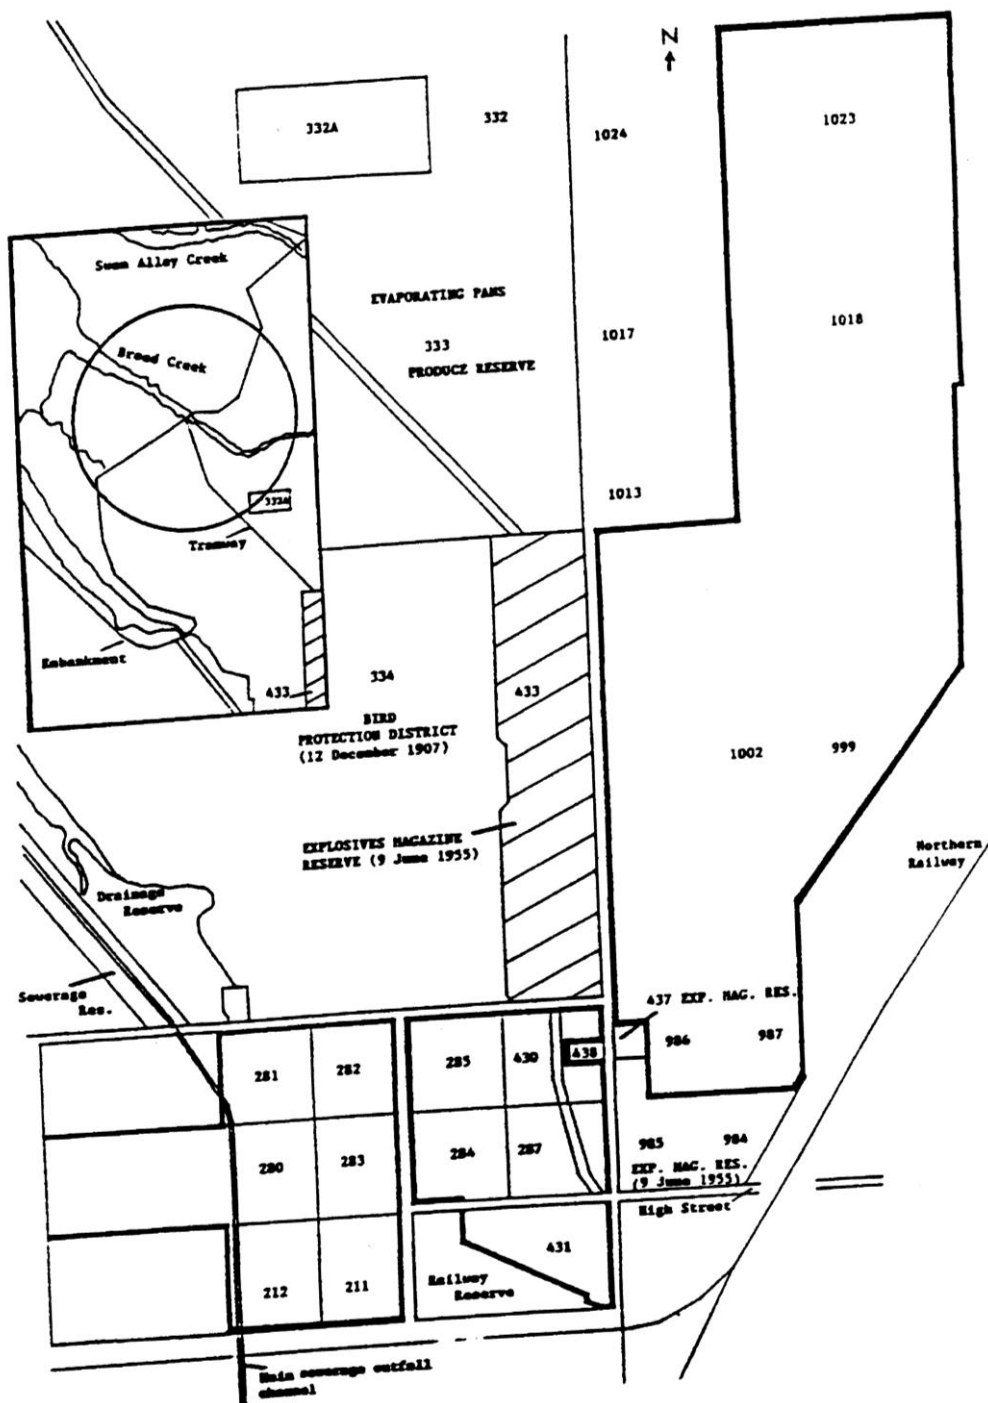 N
332A
332
1024
1023
Swan Alley Creek
EVAPORATING PANS
1017
1018
333
PRODUCE RESERVE
Broad Creek
1013
332A
Tramway
Embankment
433
334
433
BIRD
PROTECTION DISTRICT
(12 December 1907)
1002
999
EXPLOSIVES MAGAZINE
RESERVE (9 June 1955)
Northern
Railway
Drainage
Reserve
Sewerage
Res.
437 EXP. MAG. RES.
281
282
285
430
438
986
987
280
283
284
287
985
984
EXP. MAG. RES.
(9 June 1955)
High Street
212
211
431
Railway
Reserve
Main sewerage outfall
channel